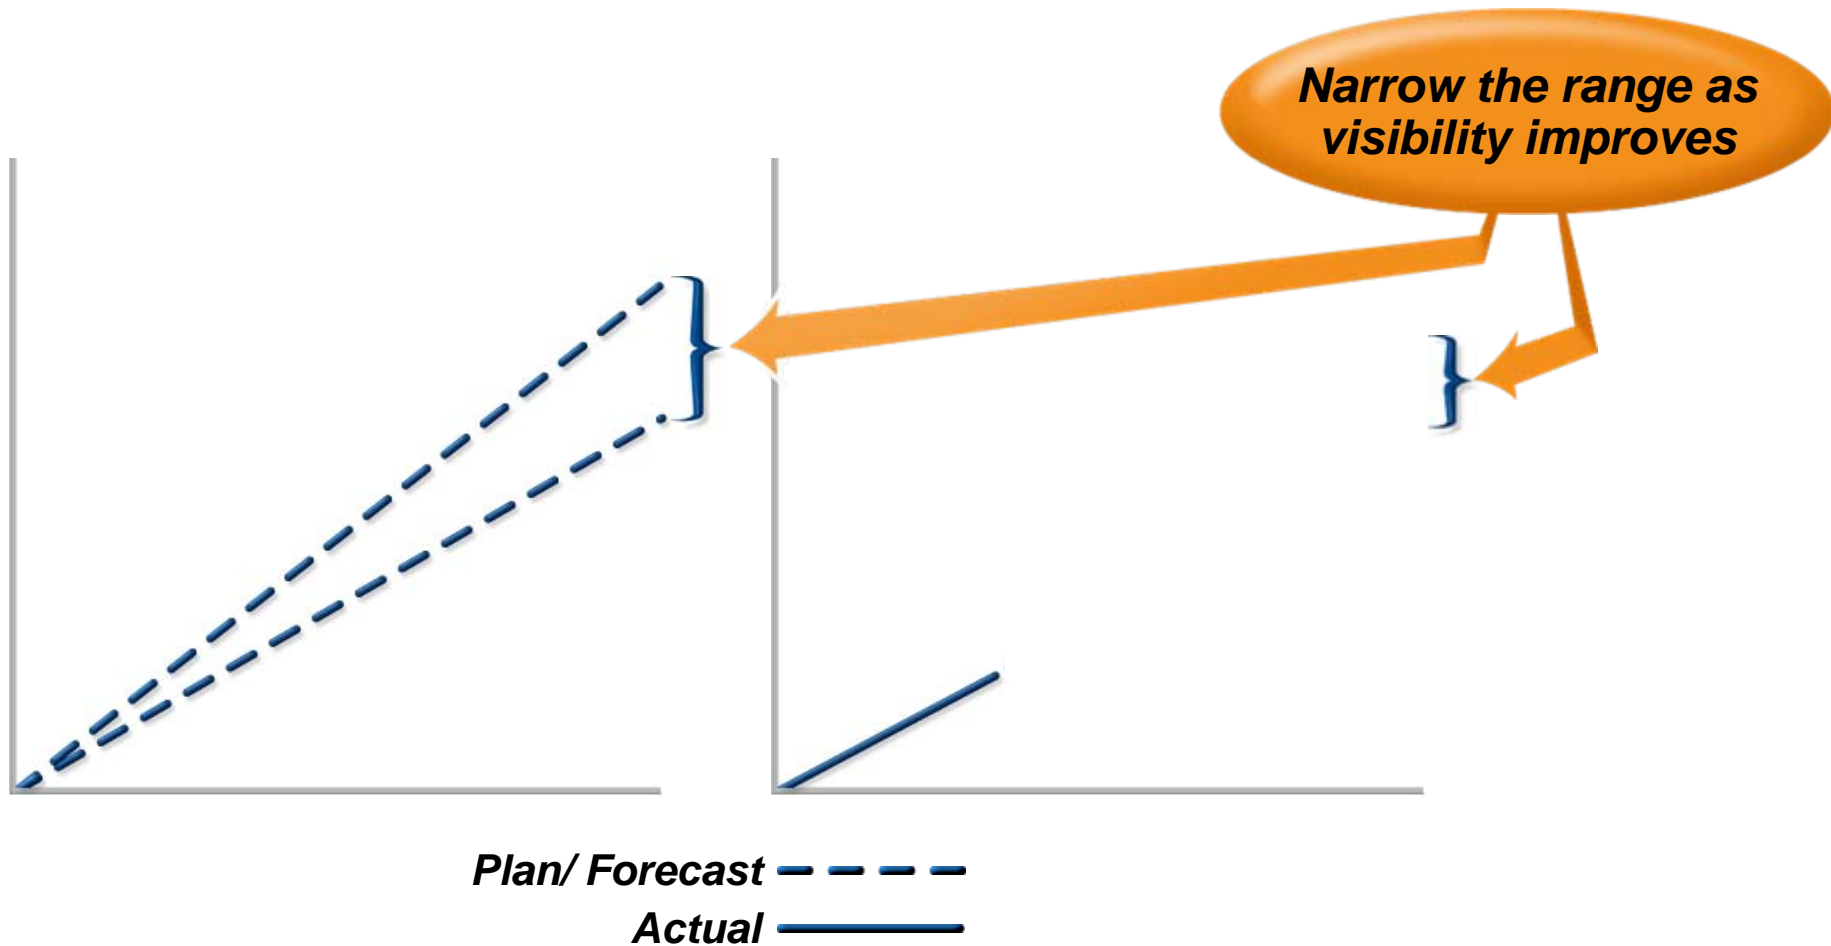 Narrow the range as
visibility improves
Plan/ Forecast
Actual